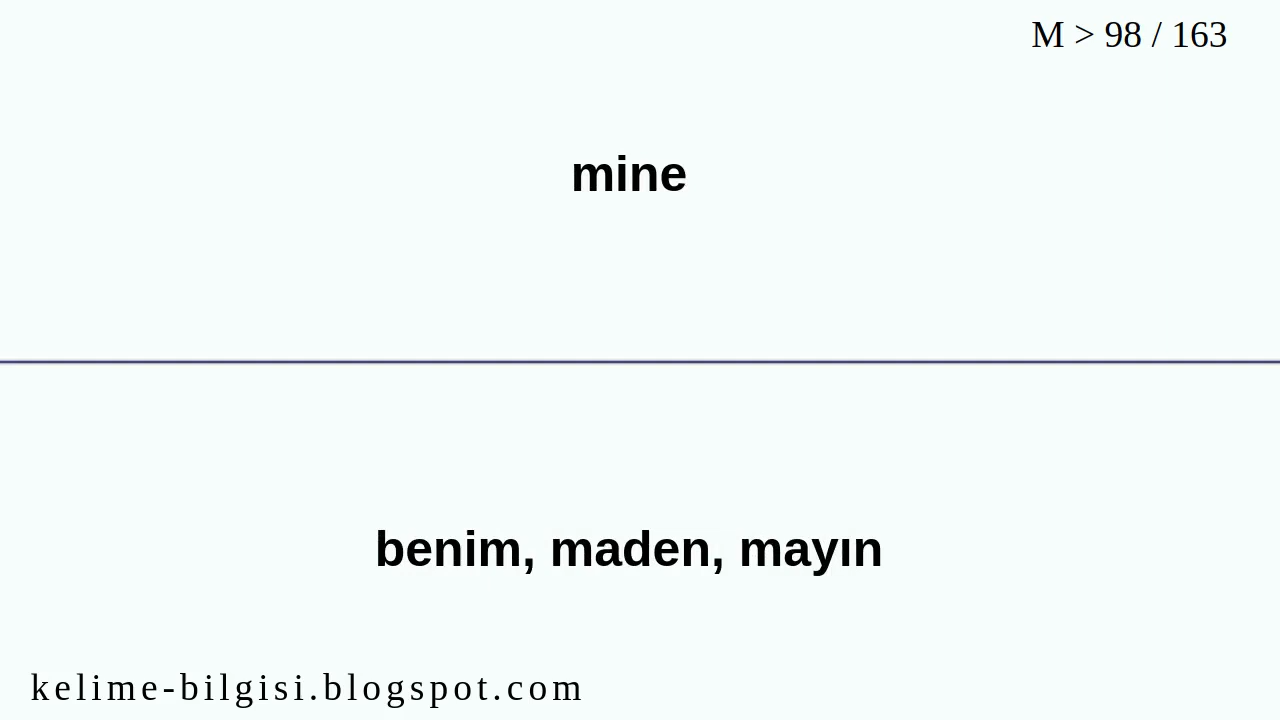 M > 98 / 163
mine
benim, maden, mayın
kelime-bilgisi.blogspot.com